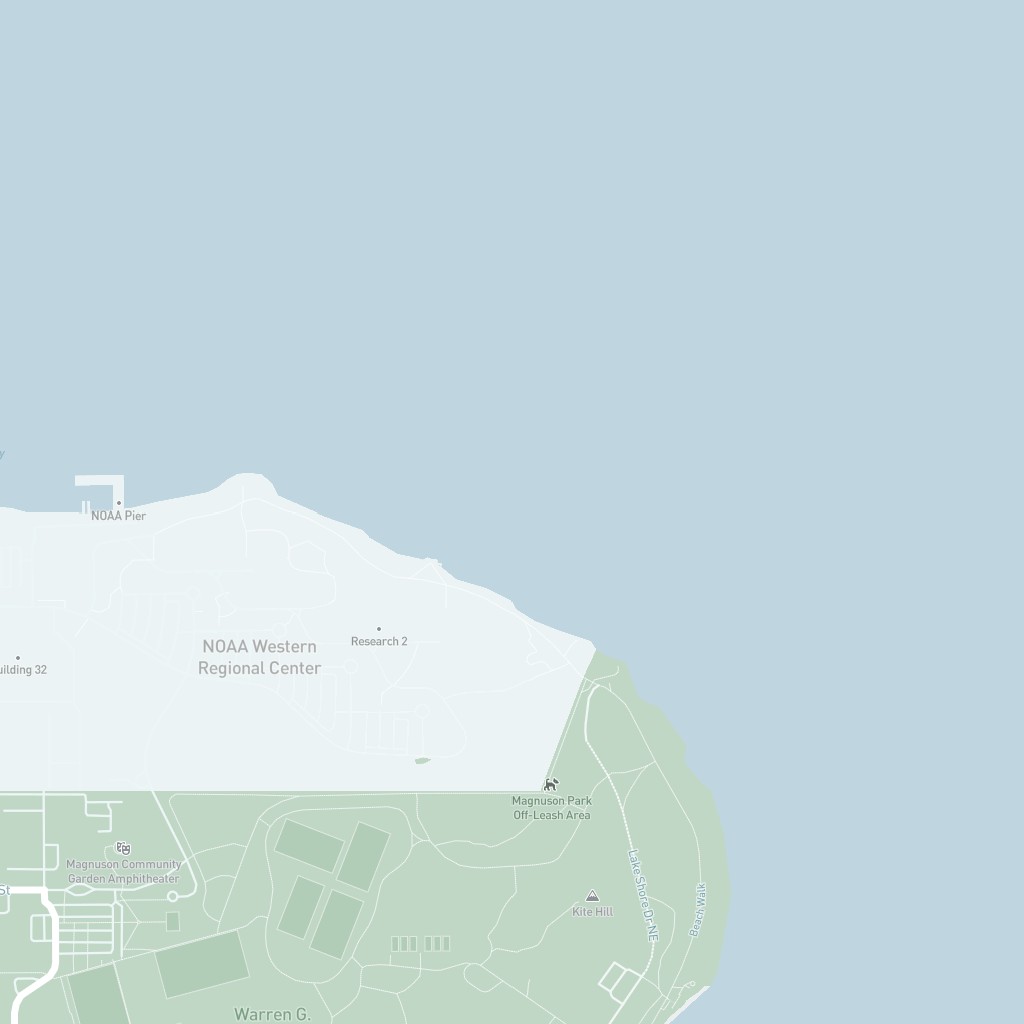 NOAA Pier
Research 2
NOAA Western
Regional Center
uilding 32
Magnuson Park
Off-Leash Area
Magnuson Community
Garden Amphitheater
St
Lake Shore Dr NE
Beach Walk
Kite Hill
Warren G.